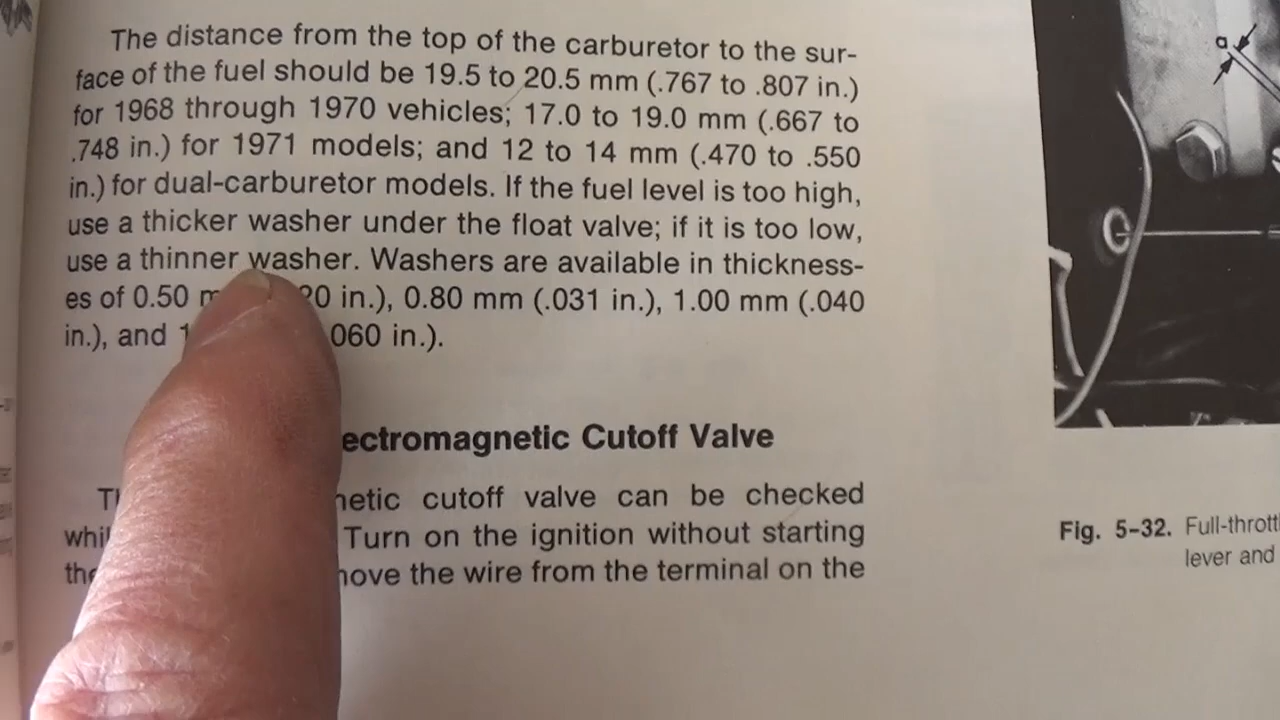 The distance from the top of the carburetor to the sur-
face of the fuel should be 19.5 to 20.5 mm (.767 to .807 in.)
for 1968 through 1970 vehicles; 17.0 to 19.0 mm (.667 to
.748 in.) for 1971 models; and 12 to 14 mm (.470 to .550
in.) for dual-carburetor models. If the fuel level is too high,
use a thicker washer under the float valve; if it is too low,
use a thinner washer. Washers are available in thickness-
es of 0.50 in.), 0.80 mm (.031 in.), 1.00 mm (.040
in.), and 060 in.).
ectromagnetic Cutoff Valve
netic cutoff valve can be checked
Turn on the ignition without starting
the wire from the terminal on the
a
Fig. 5-32. Full-thrott
lever and